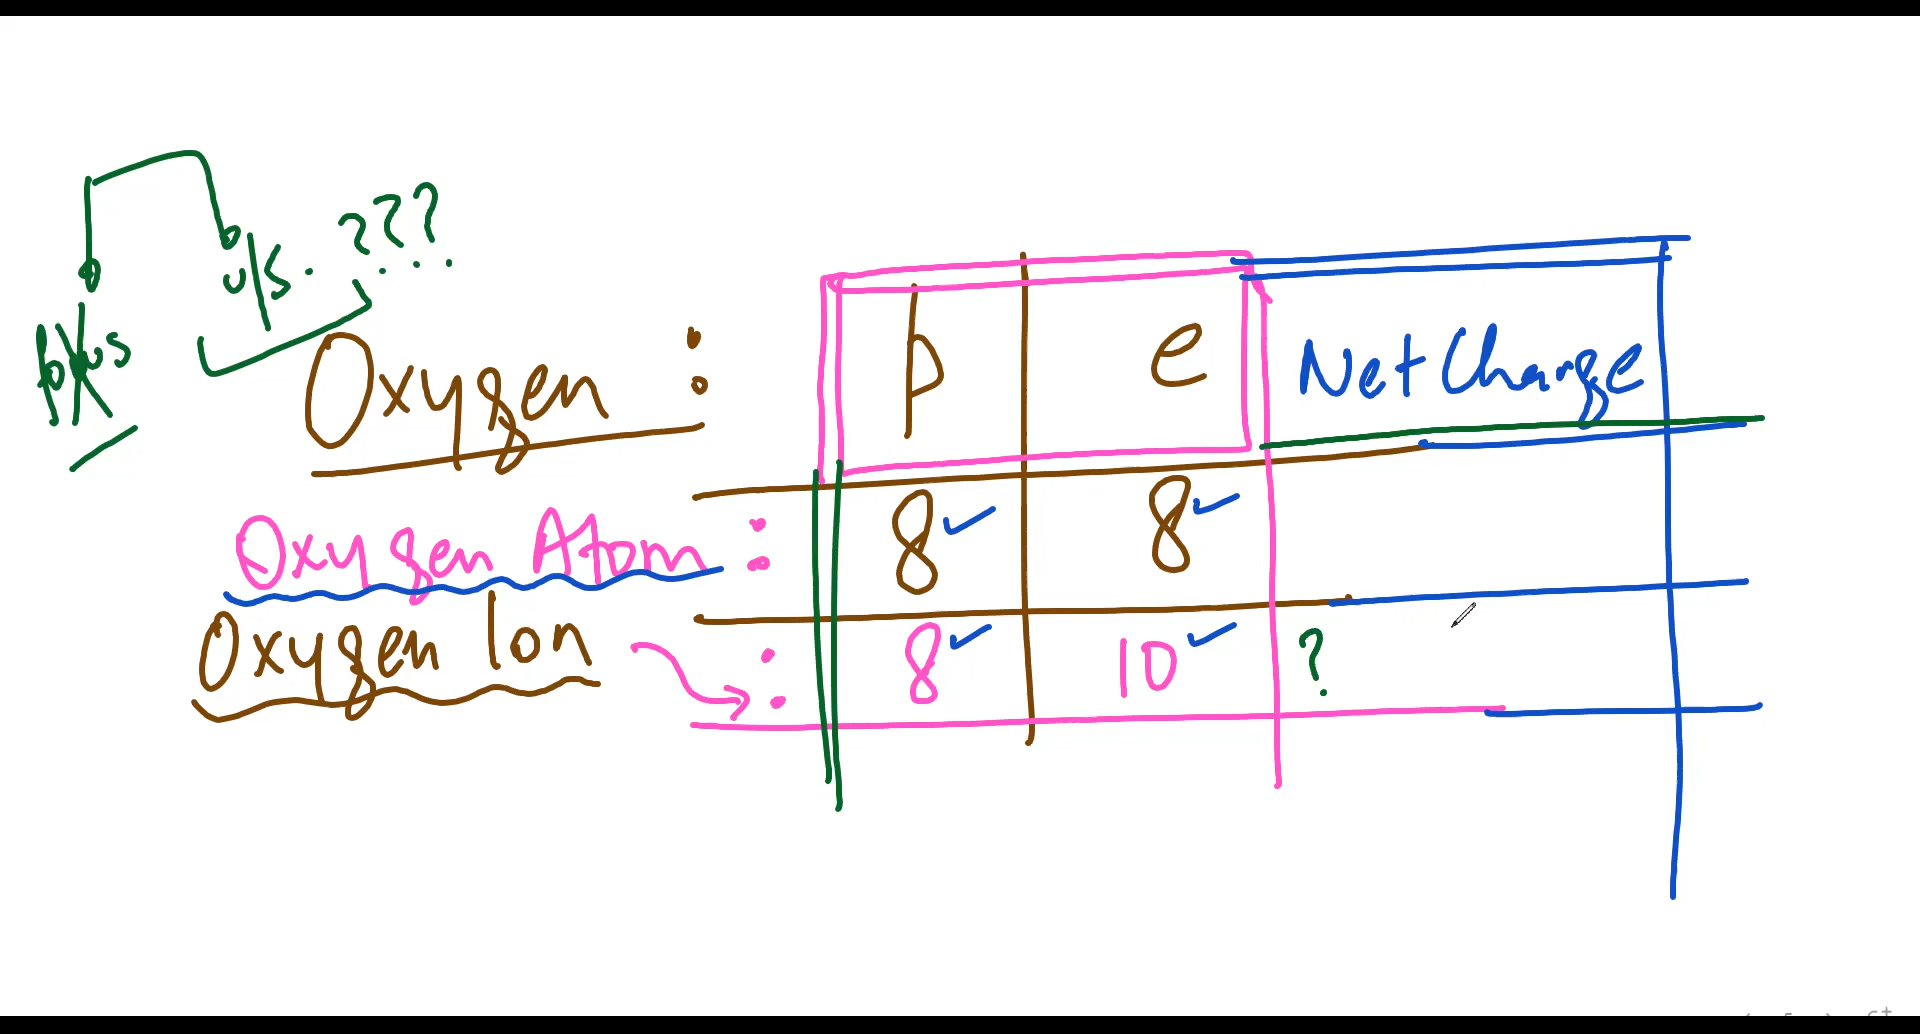 v/s. ???
Oxygen : p e Net Charge
Oxygen Atom : 8 8
Oxygen Ion : 8 10 ?